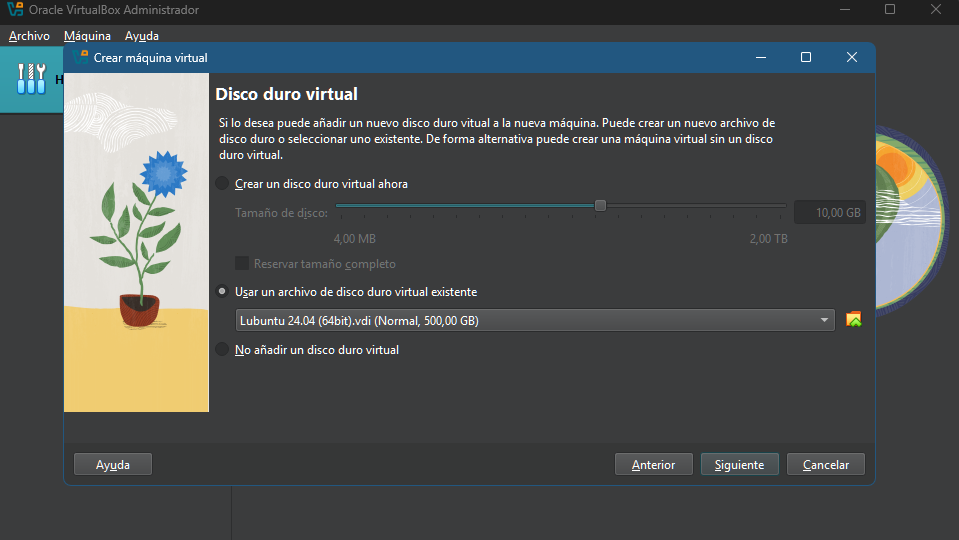 Oracle VirtualBox Administrador
Archivo Máquina Ayuda
Crear máquina virtual
H
Disco duro virtual
Si lo desea puede añadir un nuevo disco duro vitual a la nueva máquina. Puede crear un nuevo archivo de
disco duro o seleccionar uno existente. De forma alternativa puede crear una máquina virtual sin un disco
duro virtual.
Crear un disco duro virtual ahora
Tamaño de disco:
10,00 GB
4,00 MB
2,00 TB
Reservar tamaño completo
Usar un archivo de disco duro virtual existente
Lubuntu 24.04 (64bit).vdi (Normal, 500,00 GB)
No añadir un disco duro virtual
Ayuda
Anterior
Siguiente
Cancelar